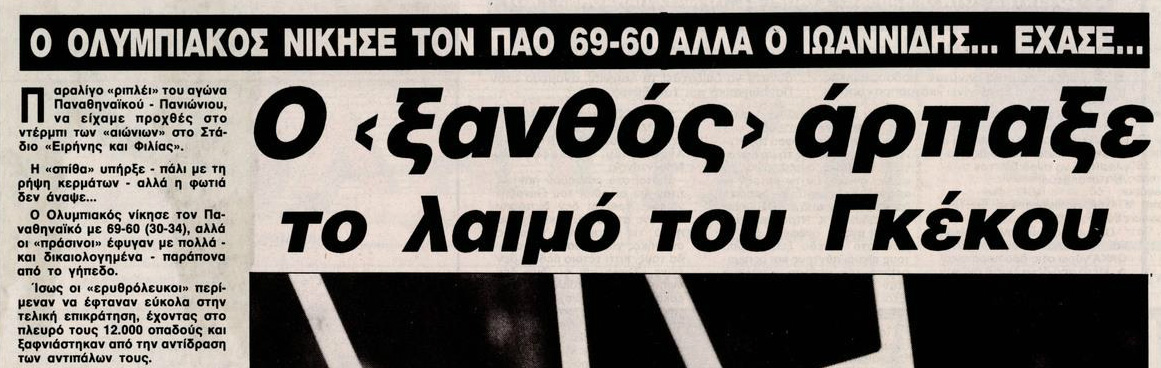 Ο ΟΛΥΜΠΙΑΚΟΣ ΝΙΚΗΣΕ ΤΟΝ ΠΑΟ 69-60 ΑΛΛΑ Ο ΙΩΑΝΝΙΔΗΣ... ΕΧΑΣΕ...
Ο ‹ξανθός› άρπαξε
το λαιμό του Γκέκου
Παραλίγο «ριπλέι» του αγώνα
Παναθηναϊκού - Πανιώνιου,
να είχαμε προχθές στο
ντέρμπι των «αιώνιων» στο Στά-
διο «Ειρήνης και Φιλίας».
Η «σπίθα» υπήρξε - πάλι με τη
ρήψη κερμάτων - αλλά η φωτιά
δεν άναψε...
Ο Ολυμπιακός νίκησε τον Πα-
ναθηναϊκό με 69-60 (30-34), αλλά
οι «πράσινοι» έφυγαν με πολλά -
και δικαιολογημένα - παράπονα
από το γήπεδο.
Ίσως οι «ερυθρόλευκοι» περί-
μεναν να έφταναν εύκολα στην
τελική επικράτηση, έχοντας στο
πλευρό τους 12.000 οπαδούς και
ξαφνιάστηκαν από την αντίδραση
των αντιπάλων τους.